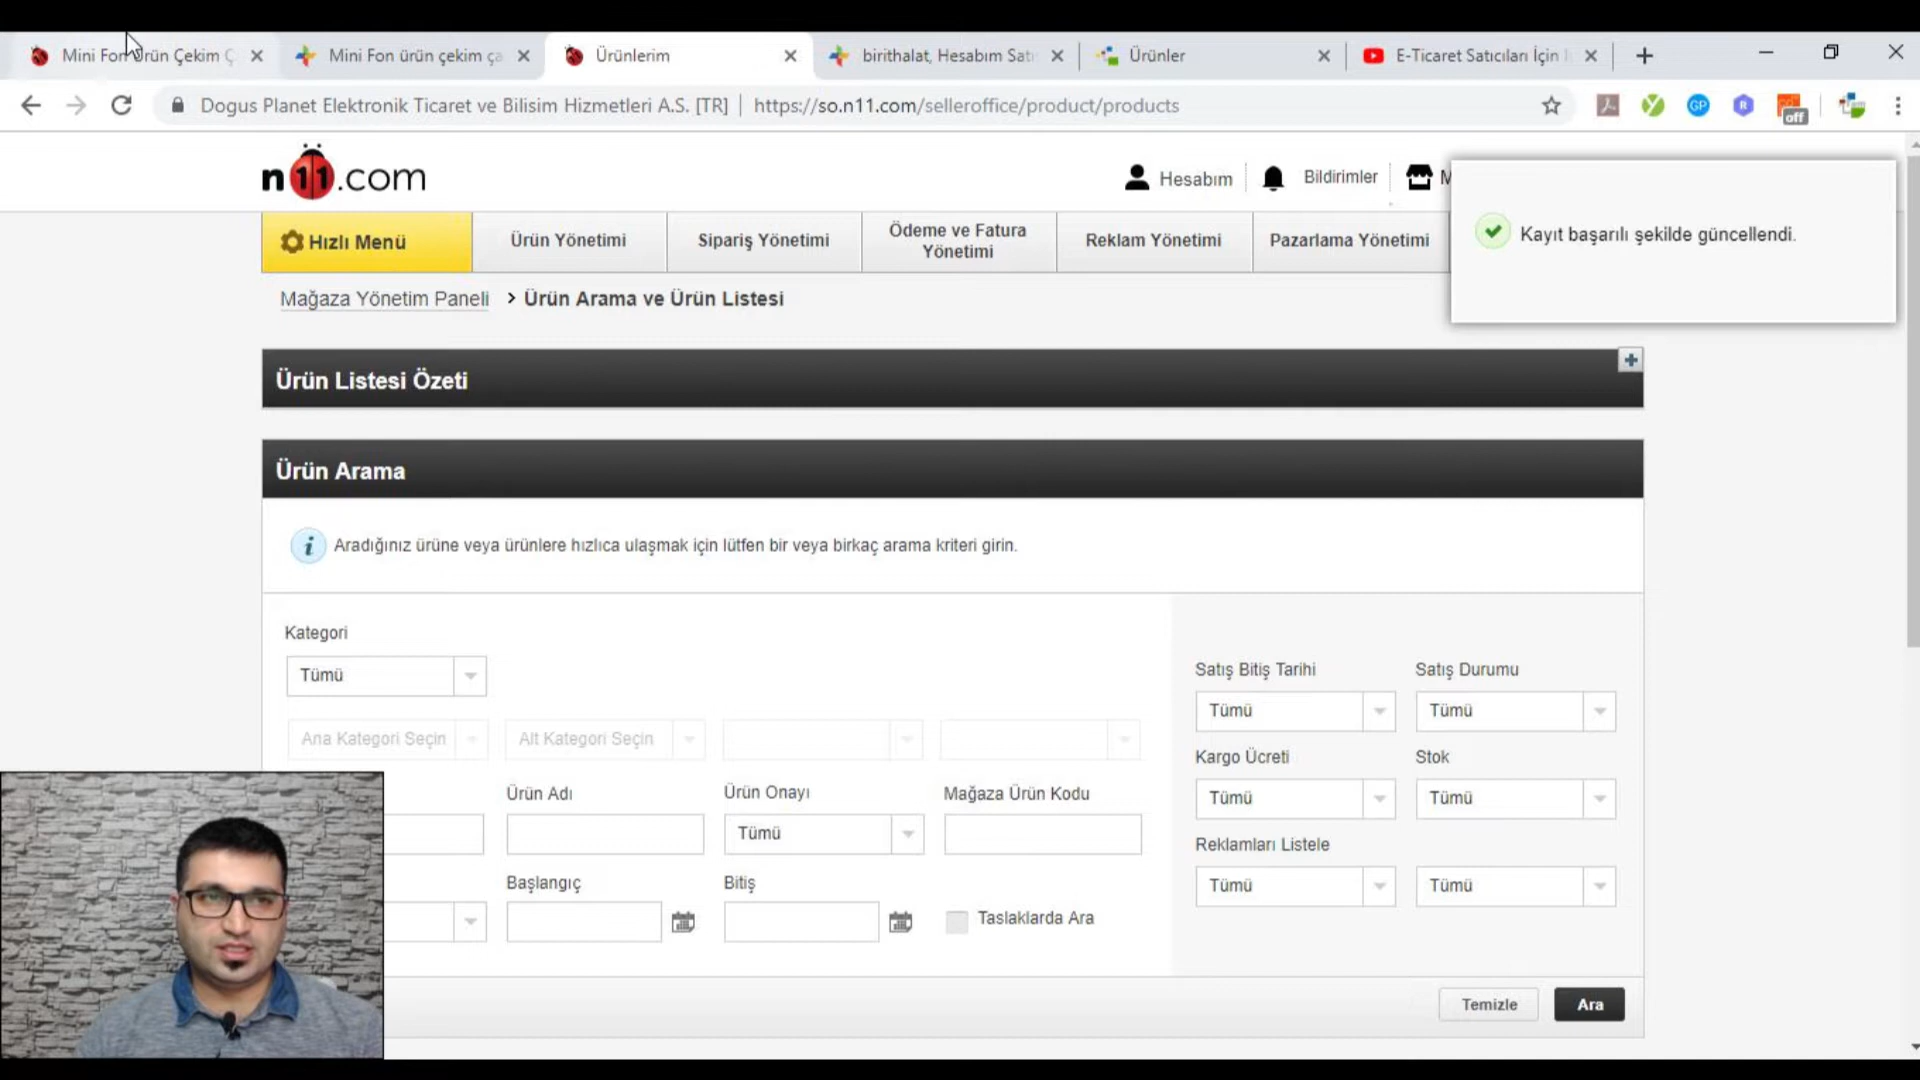 Mini Fon Ürün Çekim Ç
Mini Fon ürün çekim ça
Ürünlerim
birithalat, Hesabım Satı
Ürünler
E-Ticaret Satıcıları İçin
Dogus Planet Elektronik Ticaret ve Bilisim Hizmetleri A.S. [TR] | https://so.n11.com/selleroffice/product/products
off
n11.com
Hesabım
Bildirimler
M
Kayıt başarılı şekilde güncellendi.
Hızlı Menü
Ürün Yönetimi
Sipariş Yönetimi
Ödeme ve Fatura
Yönetimi
Reklam Yönetimi
Pazarlama Yönetimi
Mağaza Yönetim Paneli > Ürün Arama ve Ürün Listesi
Ürün Listesi Özeti
Ürün Arama
Aradığınız ürüne veya ürünlere hızlıca ulaşmak için lütfen bir veya birkaç arama kriteri girin.
Kategori
Tümü
Ana Kategori Seçin
Alt Kategori Seçin
Ürün Adı
Ürün Onayı
Mağaza Ürün Kodu
Tümü
Başlangıç
Bitiş
Taslaklarda Ara
Satış Bitiş Tarihi
Satış Durumu
Tümü
Tümü
Kargo Ücreti
Stok
Tümü
Tümü
Reklamları Listele
Tümü
Tümü
Temizle
Ara